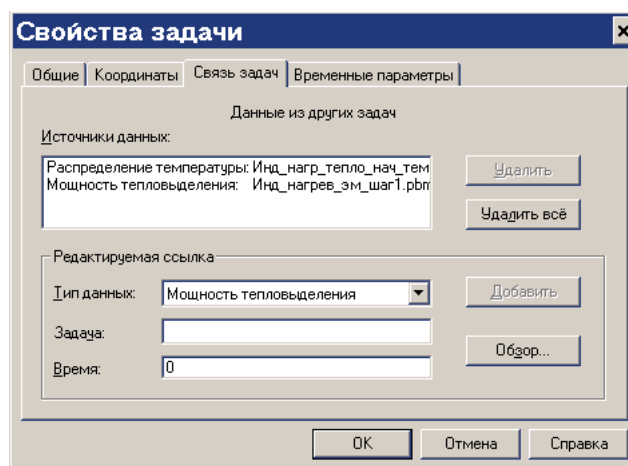 Свойства задачи
Общие Координаты Связь задач Временные параметры
Данные из других задач
Источники данных:
Распределение температуры: Инд_нагр_тепло_нач_тем
Мощность тепловыделения: Инд_нагрев_эм_шаг1.pbm
Удалить
Удалить всё
Редактируемая ссылка
Тип данных: Мощность тепловыделения
Добавить
Задача:
Обзор...
Время: 0
OK Отмена Справка